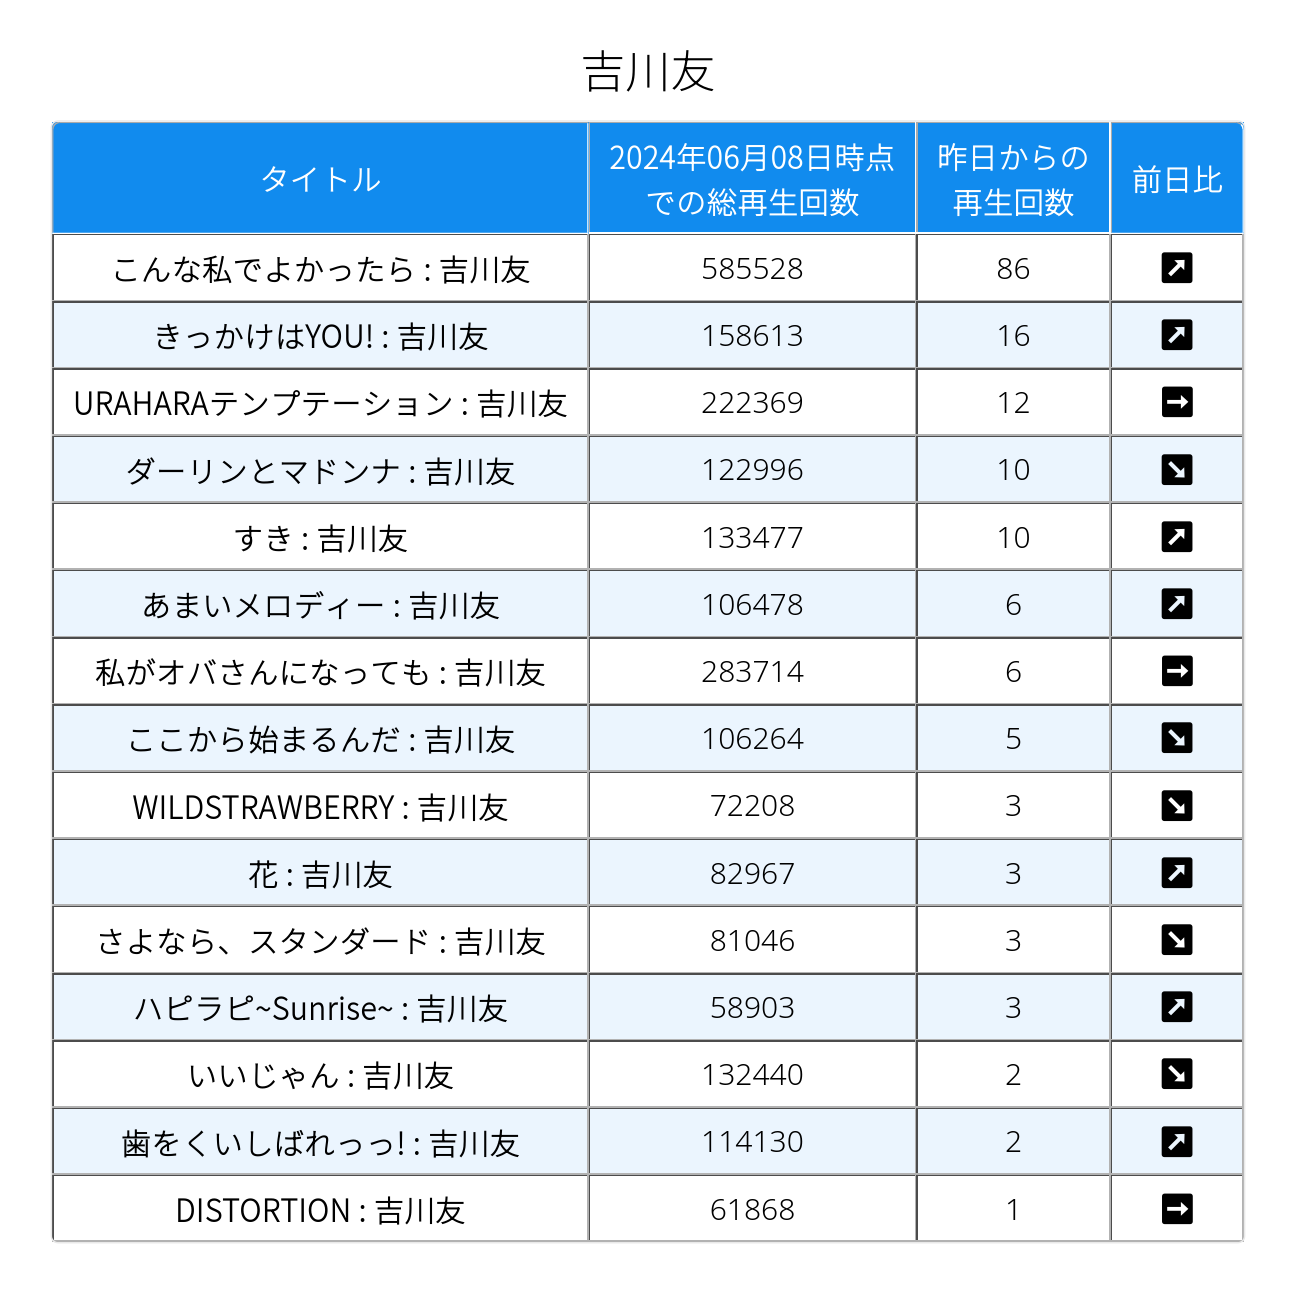 吉川友
タイトル 2024年06月08日時点での総再生回数 昨日からの再生回数 前日比
こんな私でよかったら : 吉川友 585528 86 ↗
きっかけはYOU! : 吉川友 158613 16 ↗
URAHARAテンプテーション : 吉川友 222369 12 →
ダーリンとマドンナ : 吉川友 122996 10 ↘
すき : 吉川友 133477 10 ↗
あまいメロディー : 吉川友 106478 6 ↗
私がオバさんになっても : 吉川友 283714 6 →
ここから始まるんだ : 吉川友 106264 5 ↘
WILDSTRAWBERRY : 吉川友 72208 3 ↘
花 : 吉川友 82967 3 ↗
さよなら、スタンダード : 吉川友 81046 3 ↘
ハピラピ~Sunrise~ : 吉川友 58903 3 ↗
いいじゃん : 吉川友 132440 2 ↘
歯をくいしばれっっ! : 吉川友 114130 2 ↗
DISTORTION : 吉川友 61868 1 →